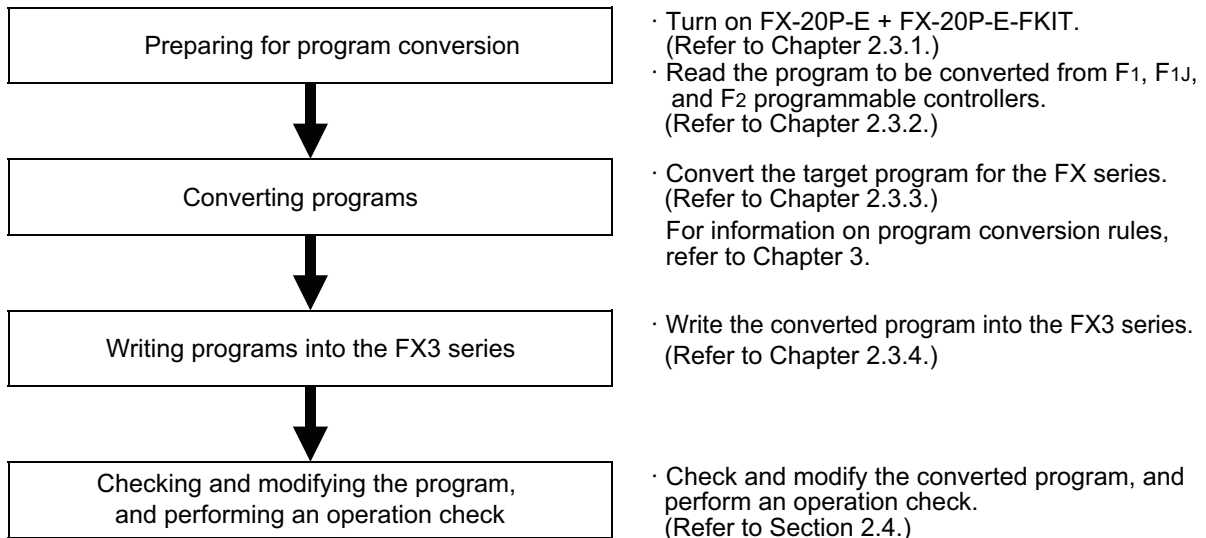 Preparing for program conversion
· Turn on FX-20P-E + FX-20P-E-FKIT.
(Refer to Chapter 2.3.1.)
· Read the program to be converted from F1, F1J,
and F2 programmable controllers.
(Refer to Chapter 2.3.2.)
Converting programs
· Convert the target program for the FX series.
(Refer to Chapter 2.3.3.)
For information on program conversion rules,
refer to Chapter 3.
Writing programs into the FX3 series
· Write the converted program into the FX3 series.
(Refer to Chapter 2.3.4.)
Checking and modifying the program,
and performing an operation check
· Check and modify the converted program, and
perform an operation check.
(Refer to Section 2.4.)